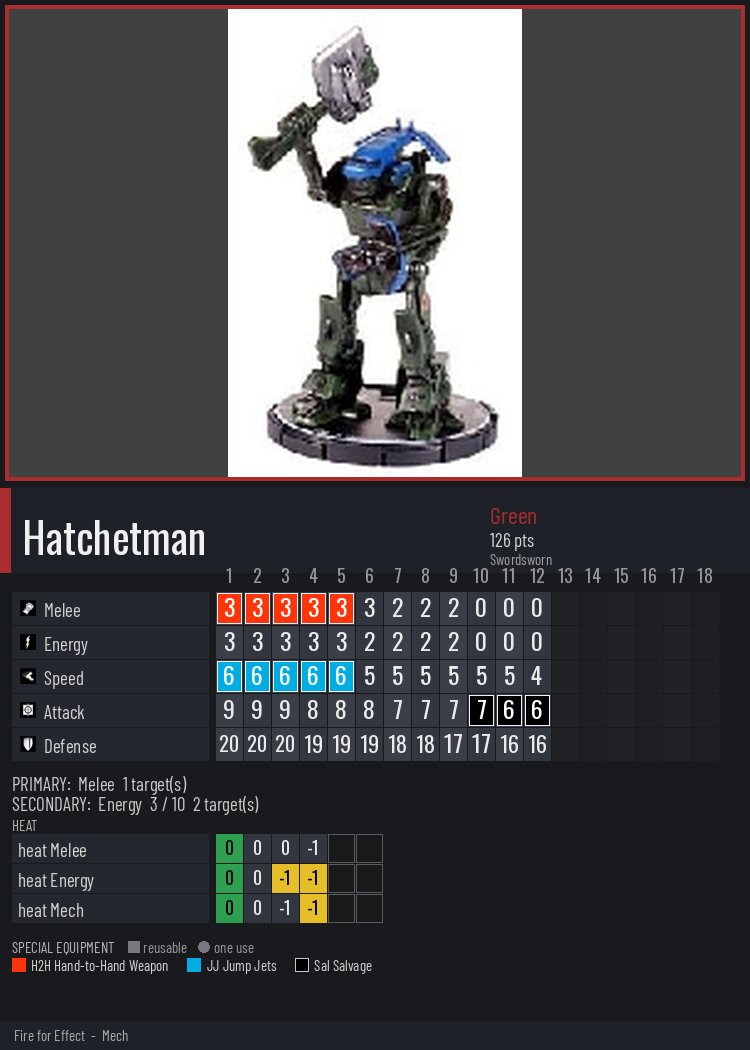 Hatchetman
Green
126 pts
Swordsworn
1 2 3 4 5 6 7 8 9 10 11 12 13 14 15 16 17 18
Melee 3 3 3 3 3 3 2 2 2 0 0 0
Energy 3 3 3 3 3 2 2 2 2 0 0 0
Speed 6 6 6 6 6 5 5 5 5 5 5 4
Attack 9 9 9 8 8 8 7 7 7 7 6 6
Defense 20 20 20 19 19 19 18 18 17 17 16 16
PRIMARY: Melee 1 target(s)
SECONDARY: Energy 3 / 10 2 target(s)
HEAT
heat Melee 0 0 0 -1
heat Energy 0 0 -1 -1
heat Mech 0 0 -1 -1
SPECIAL EQUIPMENT reusable one use
H2H Hand-to-Hand Weapon JJ Jump Jets Sal Salvage
Fire for Effect - Mech